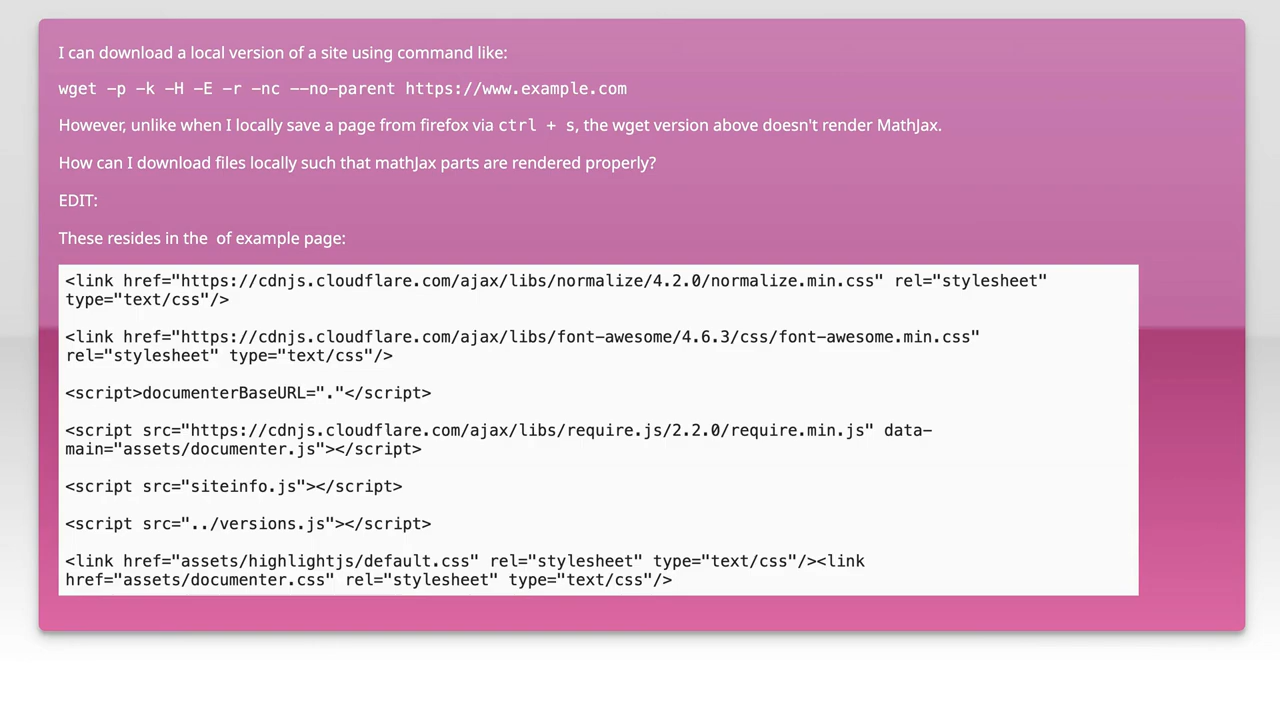 I can download a local version of a site using command like:
wget -p -k -H -E -r -nc --no-parent https://www.example.com
However, unlike when I locally save a page from firefox via ctrl + s, the wget version above doesn't render MathJax.
How can I download files locally such that mathJax parts are rendered properly?
EDIT:
These resides in the  of example page:
<link href="https://cdnjs.cloudflare.com/ajax/libs/normalize/4.2.0/normalize.min.css" rel="stylesheet"
type="text/css"/>
<link href="https://cdnjs.cloudflare.com/ajax/libs/font-awesome/4.6.3/css/font-awesome.min.css"
rel="stylesheet" type="text/css"/>
<script>documenterBaseURL="."</script>
<script src="https://cdnjs.cloudflare.com/ajax/libs/require.js/2.2.0/require.min.js" data-
main="assets/documenter.js"></script>
<script src="siteinfo.js"></script>
<script src="../versions.js"></script>
<link href="assets/highlightjs/default.css" rel="stylesheet" type="text/css"/><link
href="assets/documenter.css" rel="stylesheet" type="text/css"/>